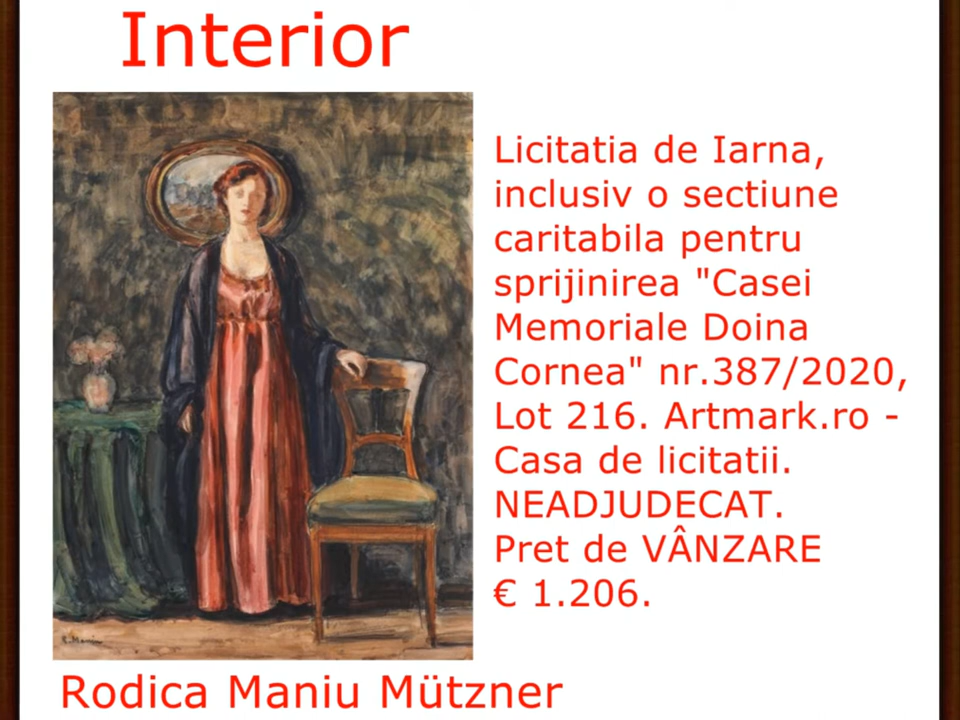 Interior
Licitatia de Iarna,
inclusiv o sectiune
caritabila pentru
sprijinirea "Casei
Memoriale Doina
Cornea" nr.387/2020,
Lot 216. Artmark.ro -
Casa de licitatii.
NEADJUDECAT.
Pret de VÂNZARE
€ 1.206.
R. Maniu
Rodica Maniu Mützner